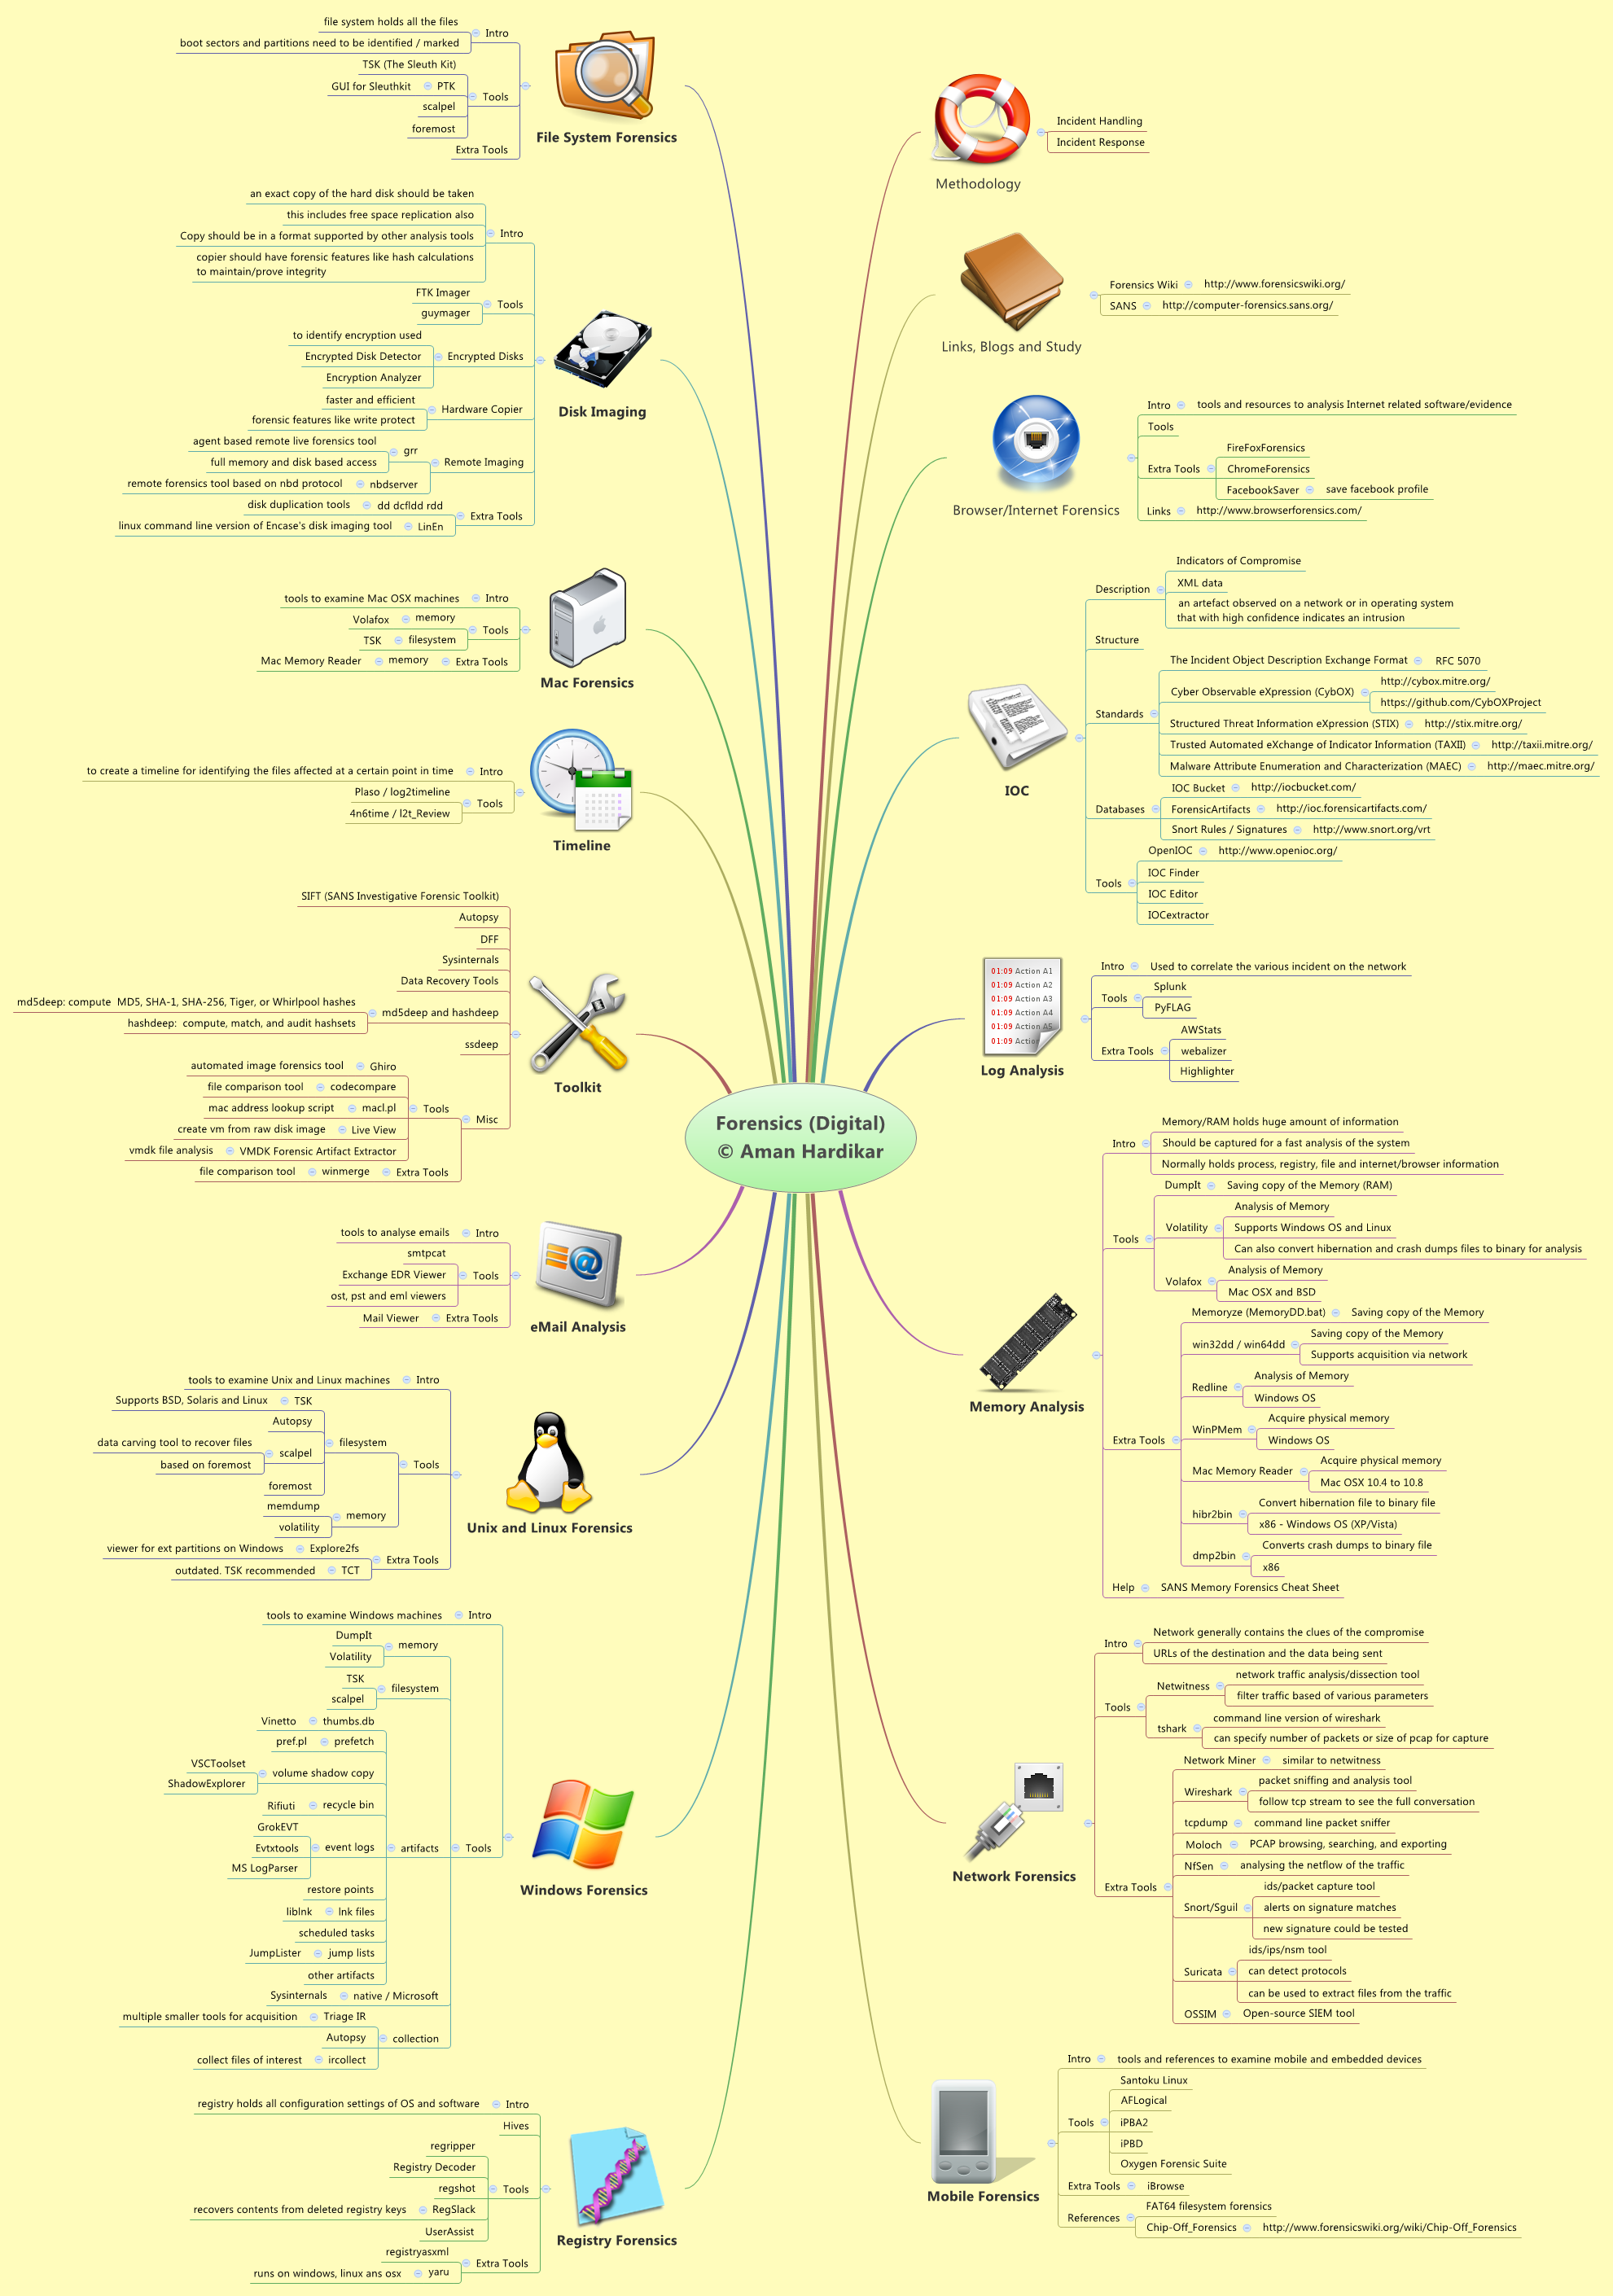 Forensics (Digital)
© Aman Hardikar
File System Forensics
Intro
file system holds all the files
boot sectors and partitions need to be identified / marked
Tools
TSK (The Sleuth Kit)
PTK
GUI for Sleuthkit
scalpel
foremost
Extra Tools
Disk Imaging
Intro
an exact copy of the hard disk should be taken
this includes free space replication also
Copy should be in a format supported by other analysis tools
copier should have forensic features like hash calculations
to maintain/prove integrity
Tools
FTK Imager
guymager
Encrypted Disks
to identify encryption used
Encrypted Disk Detector
Encryption Analyzer
Hardware Copier
faster and efficient
forensic features like write protect
Remote Imaging
grr
agent based remote live forensics tool
full memory and disk based access
nbdserver
remote forensics tool based on nbd protocol
Extra Tools
dd dcfldd rdd
disk duplication tools
LinEn
linux command line version of Encase's disk imaging tool
Mac Forensics
Intro
tools to examine Mac OSX machines
Tools
memory
Volafox
filesystem
TSK
Extra Tools
memory
Mac Memory Reader
Timeline
Intro
to create a timeline for identifying the files affected at a certain point in time
Tools
Plaso / log2timeline
4n6time / l2t_Review
Toolkit
SIFT (SANS Investigative Forensic Toolkit)
Autopsy
DFF
Sysinternals
Data Recovery Tools
md5deep and hashdeep
md5deep: compute  MD5, SHA-1, SHA-256, Tiger, or Whirlpool hashes
hashdeep:  compute, match, and audit hashsets
ssdeep
Misc
Tools
Ghiro
automated image forensics tool
codecompare
file comparison tool
macl.pl
mac address lookup script
Live View
create vm from raw disk image
VMDK Forensic Artifact Extractor
vmdk file analysis
Extra Tools
winmerge
file comparison tool
eMail Analysis
Intro
tools to analyse emails
Tools
smtpcat
Exchange EDR Viewer
ost, pst and eml viewers
Extra Tools
Mail Viewer
Unix and Linux Forensics
Intro
tools to examine Unix and Linux machines
Tools
filesystem
TSK
Supports BSD, Solaris and Linux
Autopsy
scalpel
data carving tool to recover files
based on foremost
foremost
memory
memdump
volatility
Extra Tools
Explore2fs
viewer for ext partitions on Windows
TCT
outdated. TSK recommended
Windows Forensics
Intro
tools to examine Windows machines
Tools
memory
DumpIt
Volatility
filesystem
TSK
scalpel
artifacts
thumbs.db
Vinetto
prefetch
pref.pl
volume shadow copy
VSCToolset
ShadowExplorer
recycle bin
Rifiuti
event logs
GrokEVT
Evtxtools
MS LogParser
restore points
lnk files
liblnk
scheduled tasks
jump lists
JumpLister
other artifacts
native / Microsoft
Sysinternals
collection
Triage IR
multiple smaller tools for acquisition
Autopsy
ircollect
collect files of interest
Registry Forensics
Intro
registry holds all configuration settings of OS and software
Hives
Tools
regripper
Registry Decoder
regshot
RegSlack
recovers contents from deleted registry keys
UserAssist
Extra Tools
registryasxml
yaru
runs on windows, linux ans osx
Methodology
Incident Handling
Incident Response
Links, Blogs and Study
Forensics Wiki
http://www.forensicswiki.org/
SANS
http://computer-forensics.sans.org/
Browser/Internet Forensics
Intro
tools and resources to analysis Internet related software/evidence
Tools
Extra Tools
FireFoxForensics
ChromeForensics
FacebookSaver
save facebook profile
Links
http://www.browserforensics.com/
IOC
Description
Indicators of Compromise
XML data
an artefact observed on a network or in operating system
that with high confidence indicates an intrusion
Structure
Standards
The Incident Object Description Exchange Format
RFC 5070
Cyber Observable eXpression (CybOX)
http://cybox.mitre.org/
https://github.com/CybOXProject
Structured Threat Information eXpression (STIX)
http://stix.mitre.org/
Trusted Automated eXchange of Indicator Information (TAXII)
http://taxii.mitre.org/
Malware Attribute Enumeration and Characterization (MAEC)
http://maec.mitre.org/
Databases
IOC Bucket
http://iocbucket.com/
ForensicArtifacts
http://ioc.forensicartifacts.com/
Snort Rules / Signatures
http://www.snort.org/vrt
Tools
OpenIOC
http://www.openioc.org/
IOC Finder
IOC Editor
IOCextractor
01:09 Action A1
01:09 Action A2
01:09 Action A3
01:09 Action A4
01:09 Action A5
01:09 Action
Log Analysis
Intro
Used to correlate the various incident on the network
Tools
Splunk
PyFLAG
Extra Tools
AWStats
webalizer
Highlighter
Memory Analysis
Intro
Memory/RAM holds huge amount of information
Should be captured for a fast analysis of the system
Normally holds process, registry, file and internet/browser information
Tools
DumpIt
Saving copy of the Memory (RAM)
Volatility
Analysis of Memory
Supports Windows OS and Linux
Can also convert hibernation and crash dumps files to binary for analysis
Volafox
Analysis of Memory
Mac OSX and BSD
Extra Tools
Memoryze (MemoryDD.bat)
Saving copy of the Memory
win32dd / win64dd
Saving copy of the Memory
Supports acquisition via network
Redline
Analysis of Memory
Windows OS
WinPMem
Acquire physical memory
Windows OS
Mac Memory Reader
Acquire physical memory
Mac OSX 10.4 to 10.8
hibr2bin
Convert hibernation file to binary file
x86 - Windows OS (XP/Vista)
dmp2bin
Converts crash dumps to binary file
x86
Help
SANS Memory Forensics Cheat Sheet
Network Forensics
Intro
Network generally contains the clues of the compromise
URLs of the destination and the data being sent
Tools
Netwitness
network traffic analysis/dissection tool
filter traffic based of various parameters
tshark
command line version of wireshark
can specify number of packets or size of pcap for capture
Extra Tools
Network Miner
similar to netwitness
Wireshark
packet sniffing and analysis tool
follow tcp stream to see the full conversation
tcpdump
command line packet sniffer
Moloch
PCAP browsing, searching, and exporting
NfSen
analysing the netflow of the traffic
Snort/Sguil
ids/packet capture tool
alerts on signature matches
new signature could be tested
Suricata
ids/ips/nsm tool
can detect protocols
can be used to extract files from the traffic
OSSIM
Open-source SIEM tool
Mobile Forensics
Intro
tools and references to examine mobile and embedded devices
Tools
Santoku Linux
AFLogical
iPBA2
iPBD
Oxygen Forensic Suite
Extra Tools
iBrowse
References
FAT64 filesystem forensics
Chip-Off_Forensics
http://www.forensicswiki.org/wiki/Chip-Off_Forensics